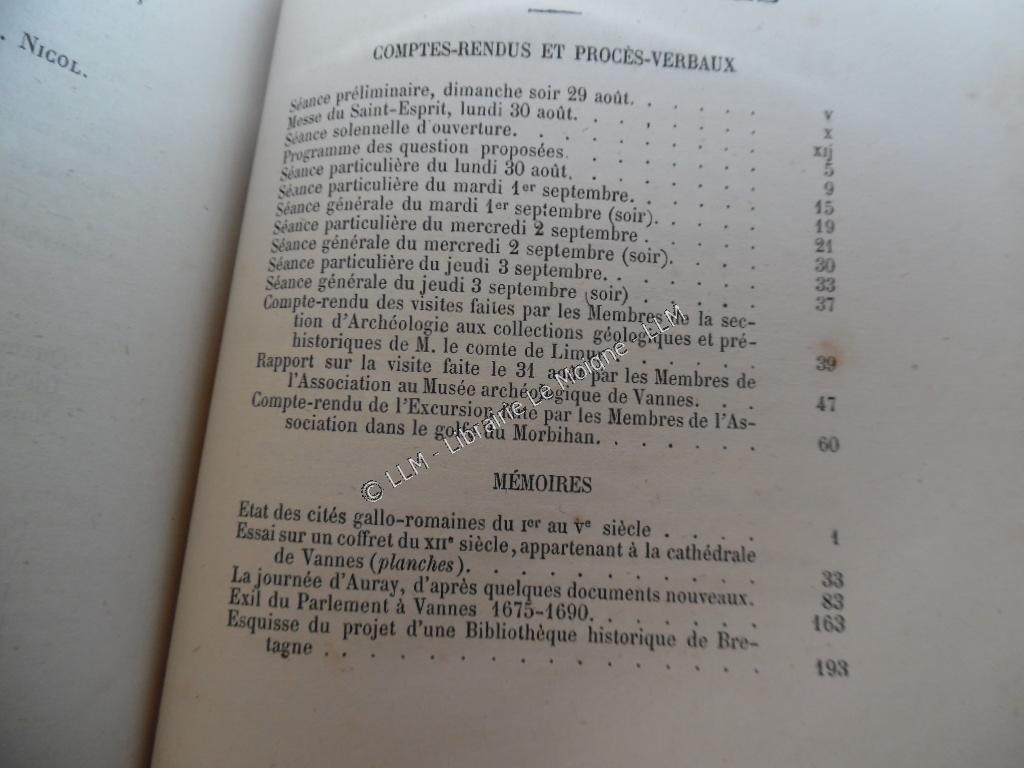 . NICOL.
COMPTES-RENDUS ET PROCÈS-VERBAUX
Séance préliminaire, dimanche soir 29 août. . . . . v
Messe du Saint-Esprit, lundi 30 août. . . . . . x
Séance solennelle d'ouverture. . . . . . . . xij
Programme des question proposées. . . . . . . 5
Séance particulière du lundi 30 août. . . . . . 9
Séance particulière du mardi 1er septembre. . . . . 15
Séance générale du mardi 1er septembre (soir). . . . 19
Séance particulière du mercredi 2 septembre . . . . 21
Séance générale du mercredi 2 septembre (soir). . . . 30
Séance particulière du jeudi 3 septembre. . . . . . 33
Séance générale du jeudi 3 septembre (soir) . . . . . 37
Compte-rendu des visites faites par les Membres de la sec-
tion d'Archéologie aux collections géologiques et pré-
historiques de M. le comte de Limur . . . . . 39
Rapport sur la visite faite le 31 août par les Membres de
l'Association au Musée archéologique de Vannes. . . 47
Compte-rendu de l'Excursion faite par les Membres de l'As-
sociation dans le golfe du Morbihan. . . . . . 60
MÉMOIRES
Etat des cités gallo-romaines du Ier au Ve siècle . . . . 1
Essai sur un coffret du XIIe siècle, appartenant à la cathédrale
de Vannes (planches). . . . . . . . . 33
La journée d'Auray, d'après quelques documents nouveaux. 83
Exil du Parlement à Vannes 1675-1690. . . . . . 163
Esquisse du projet d'une Bibliothèque historique de Bre-
tagne . . . . . . . . . . . . 193
© LLM - Librairie Le Moigne - LLM